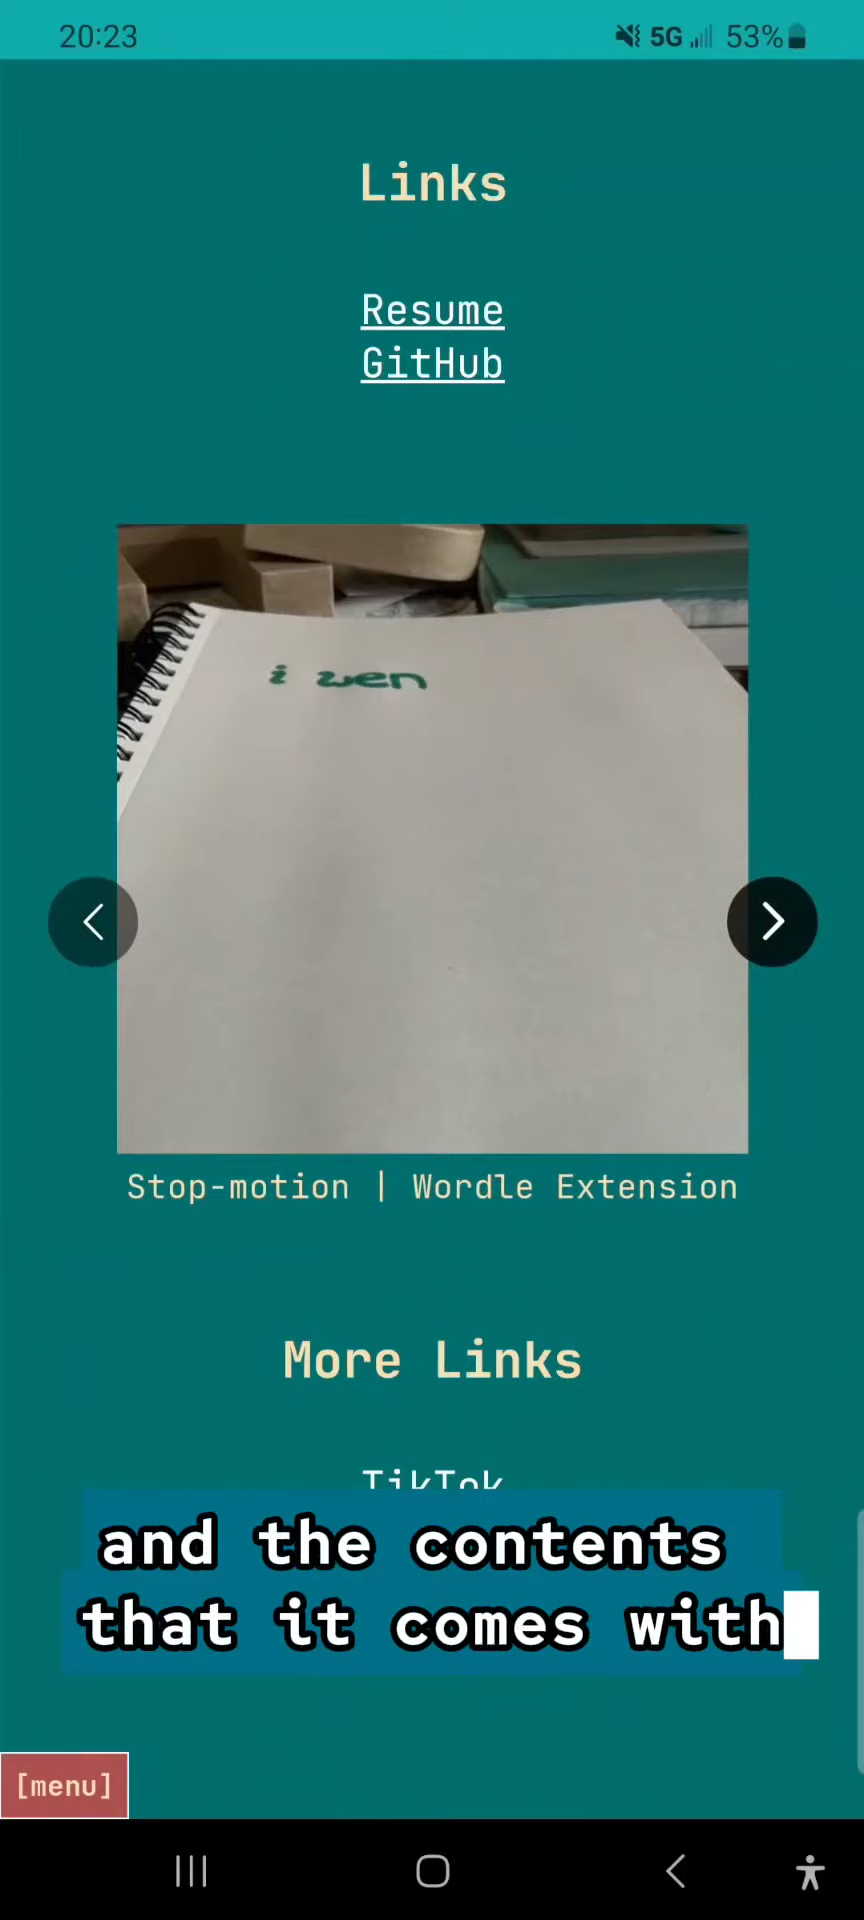 20:23
5G 53%
Links
Resume
GitHub
i wen
Stop-motion | Wordle Extension
More Links
TikTok
and the contents
that it comes with
[menu]